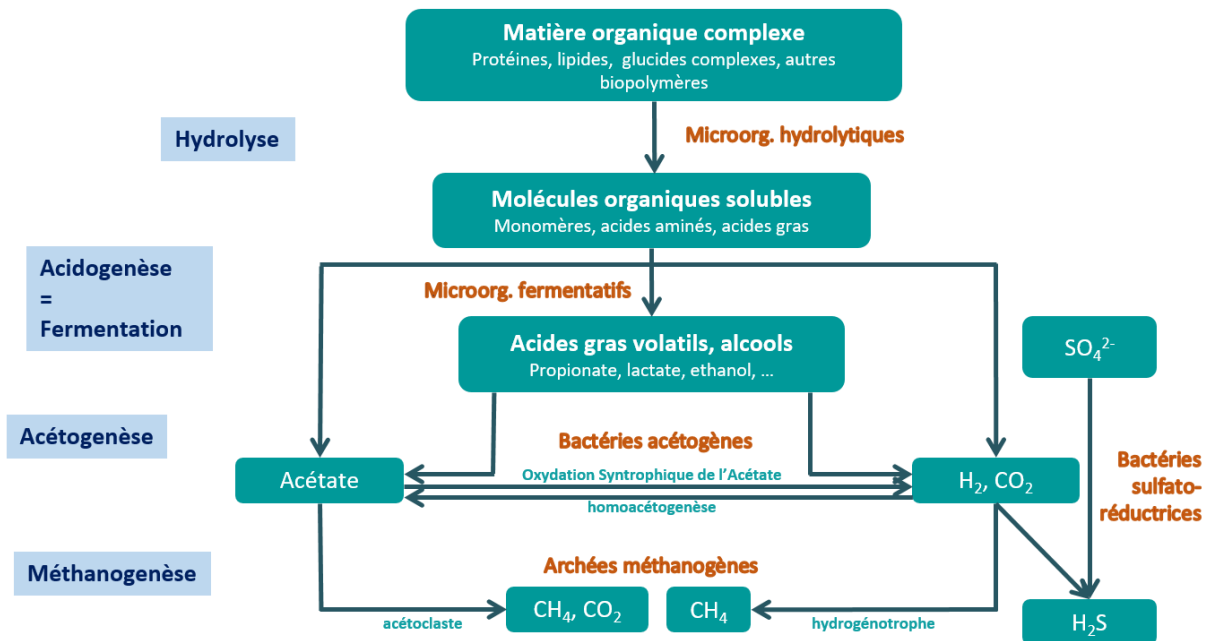 Matière organique complexe
Protéines, lipides, glucides complexes, autres
biopolymères
Hydrolyse
Microorg. hydrolytiques
Molécules organiques solubles
Monomères, acides aminés, acides gras
Acidogenèse
=
Fermentation
Microorg. fermentatifs
Acides gras volatils, alcools
Propionate, lactate, ethanol, ...
SO₄²⁻
Acétogenèse
Bactéries acétogènes
Acétate
Oxydation Syntrophique de l’Acétate
homoacétogenèse
H₂, CO₂
Bactéries
sulfato-
réductrices
Méthanogenèse
Archées méthanogènes
acétoclaste
CH₄, CO₂
CH₄
hydrogénotrophe
H₂S